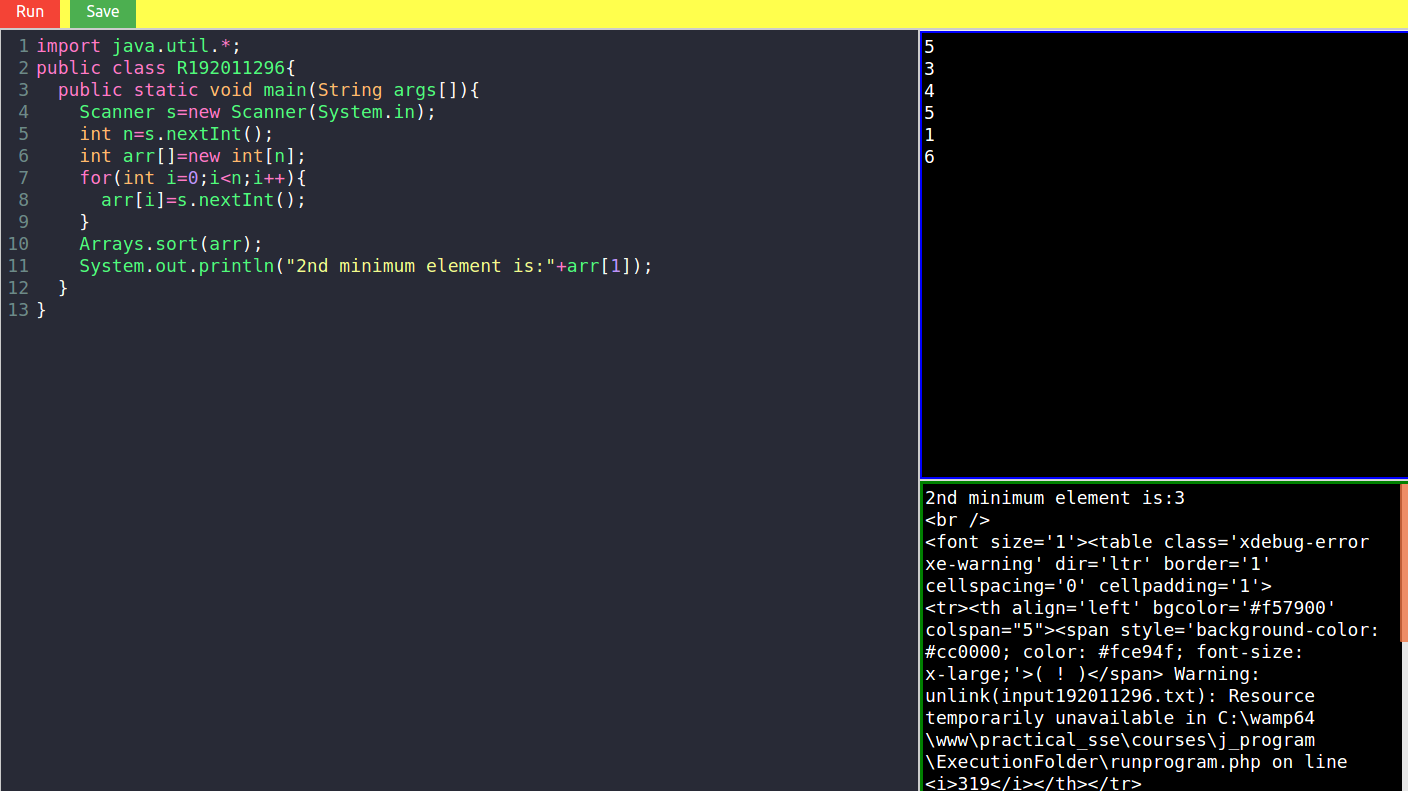 Run Save
1 import java.util.*;
2 public class R192011296{
3   public static void main(String args[]){
4     Scanner s=new Scanner(System.in);
5     int n=s.nextInt();
6     int arr[]=new int[n];
7     for(int i=0;i<n;i++){
8       arr[i]=s.nextInt();
9     }
10     Arrays.sort(arr);
11     System.out.println("2nd minimum element is:"+arr[1]);
12   }
13 }
5
3
4
5
1
6
2nd minimum element is:3
<br />
<font size='1'><table class='xdebug-error
xe-warning' dir='ltr' border='1'
cellspacing='0' cellpadding='1'>
<tr><th align='left' bgcolor='#f57900'
colspan="5"><span style='background-color:
#cc0000; color: #fce94f; font-size:
x-large;'>( ! )</span> Warning:
unlink(input192011296.txt): Resource
temporarily unavailable in C:\wamp64
\www\practical_sse\courses\j_program
\ExecutionFolder\runprogram.php on line
<i>319</i></th></tr>